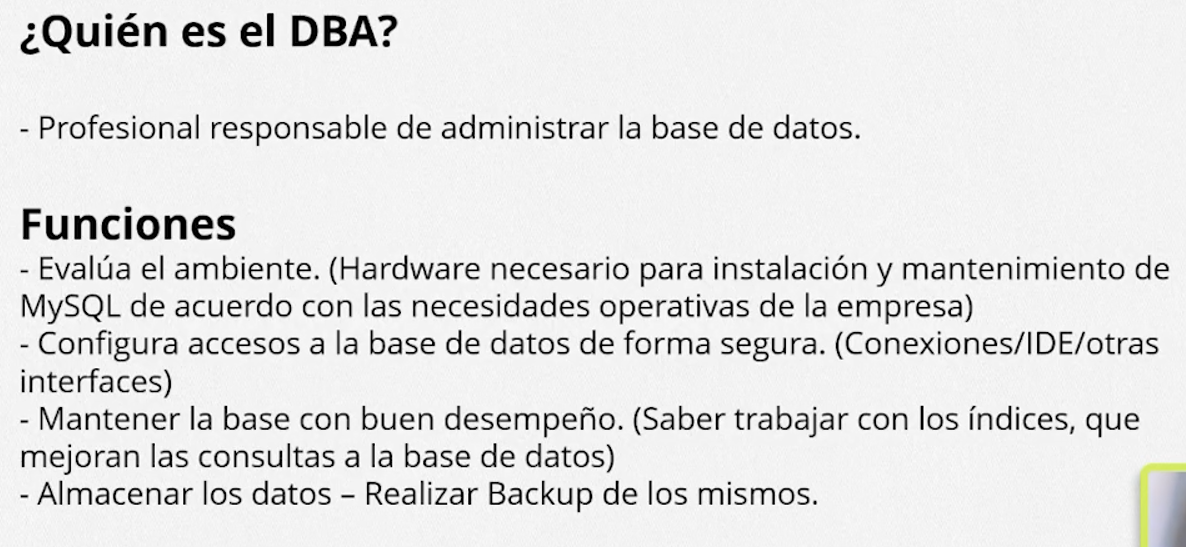 ¿Quién es el DBA?
- Profesional responsable de administrar la base de datos.
Funciones
- Evalúa el ambiente. (Hardware necesario para instalación y mantenimiento de
MySQL de acuerdo con las necesidades operativas de la empresa)
- Configura accesos a la base de datos de forma segura. (Conexiones/IDE/otras
interfaces)
- Mantener la base con buen desempeño. (Saber trabajar con los índices, que
mejoran las consultas a la base de datos)
- Almacenar los datos – Realizar Backup de los mismos.